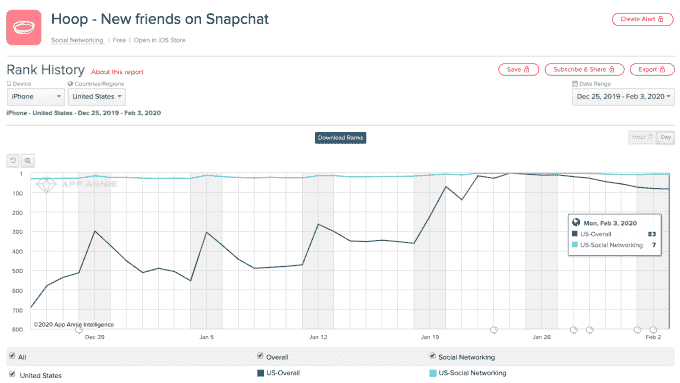 Hoop - New friends on Snapchat
Create Alert
Social Networking / Free / Open in iOS Store
Rank History About this report
Save Subscribe & Share Export
Device Countries/Regions Date Range
iPhone United States Dec 25, 2019 - Feb 3, 2020
iPhone - United States - Dec 25, 2019 - Feb 3, 2020
Download Ranks
Hour Day
1
APP ANNIE
100
200
Mon, Feb 3, 2020
300
US-Overall 83
US-Social Networking 7
400
500
600
700
©2020 App Annie Intelligence
800
Dec 29 Jan 5 Jan 12 Jan 19 Jan 26 Feb 2
All Overall Social Networking
United States US-Overall US-Social Networking